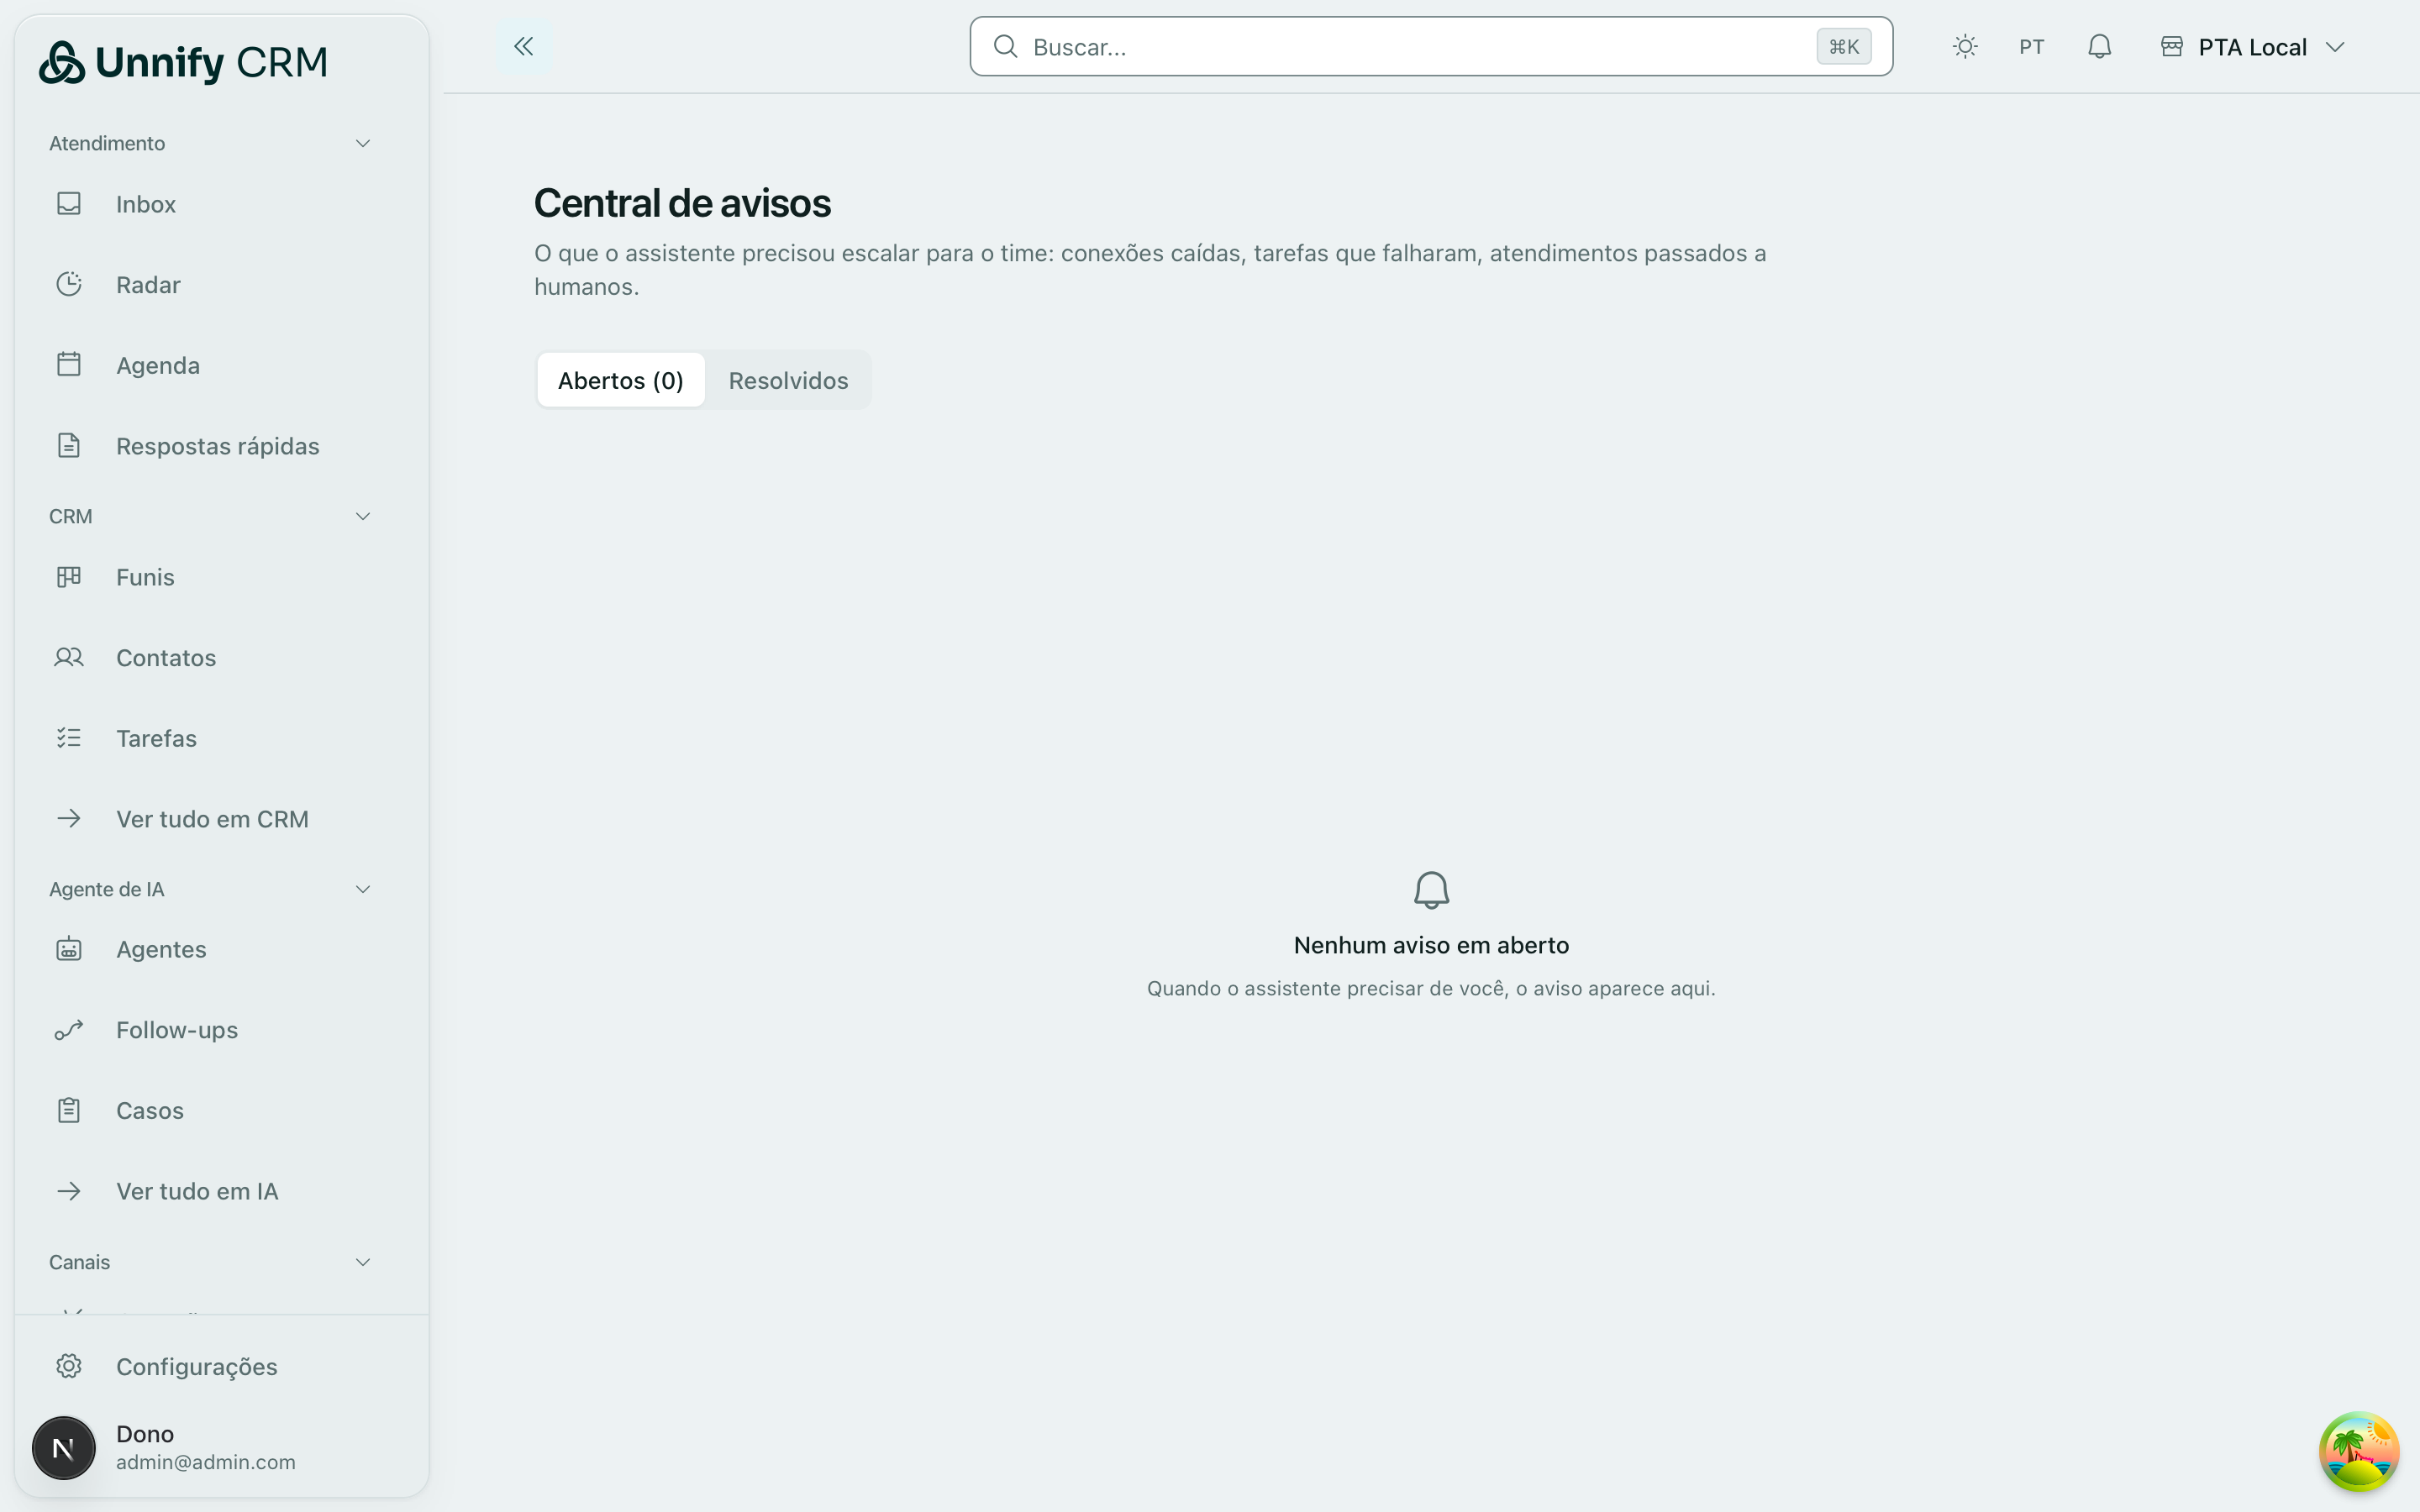 Unnify CRM
Buscar...
⌘K
PT
PTA Local
Atendimento
Inbox
Radar
Agenda
Respostas rápidas
CRM
Funis
Contatos
Tarefas
Ver tudo em CRM
Agente de IA
Agentes
Follow-ups
Casos
Ver tudo em IA
Canais
Configurações
N
Dono
admin@admin.com
Central de avisos
O que o assistente precisou escalar para o time: conexões caídas, tarefas que falharam, atendimentos passados a
humanos.
Abertos (0)
Resolvidos
Nenhum aviso em aberto
Quando o assistente precisar de você, o aviso aparece aqui.